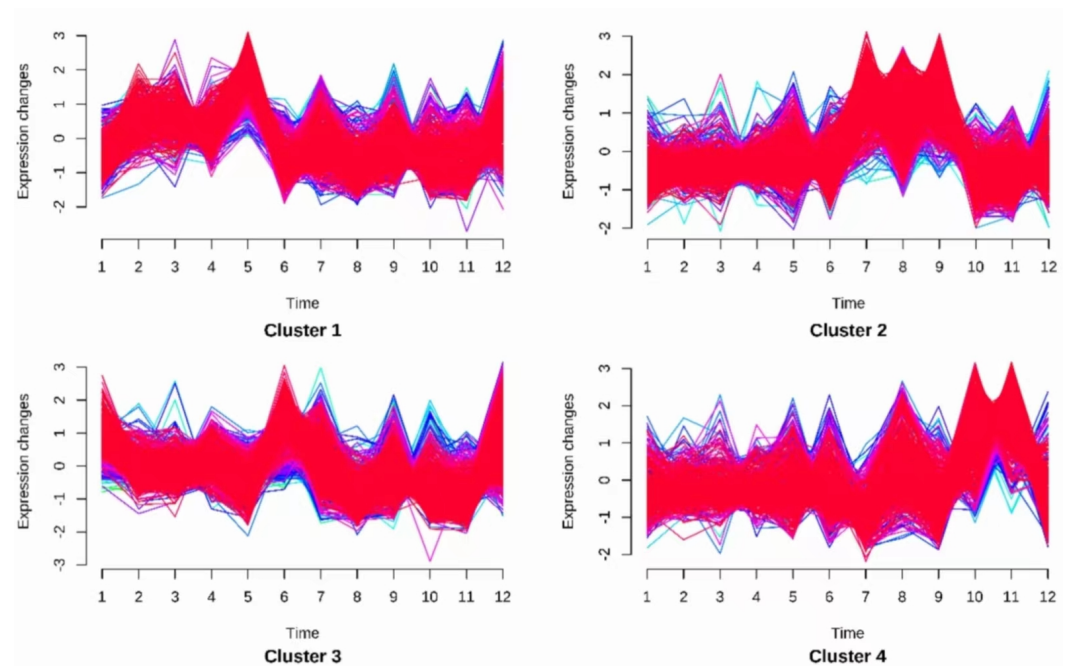 Expression changes
3
2
1
0
-1
-2
1 2 3 4 5 6 7 8 9 10 11 12
Time
Cluster 1
Expression changes
3
2
1
0
-1
-2
1 2 3 4 5 6 7 8 9 10 11 12
Time
Cluster 2
Expression changes
3
2
1
0
-1
-2
-3
1 2 3 4 5 6 7 8 9 10 11 12
Time
Cluster 3
Expression changes
3
2
1
0
-1
-2
1 2 3 4 5 6 7 8 9 10 11 12
Time
Cluster 4